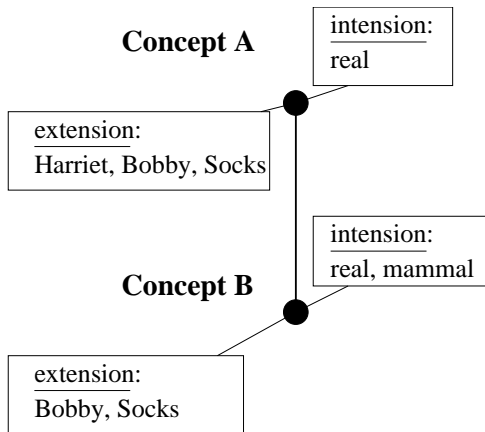 Concept A
intension:
real
extension:
Harriet, Bobby, Socks
Concept B
intension:
real, mammal
extension:
Bobby, Socks